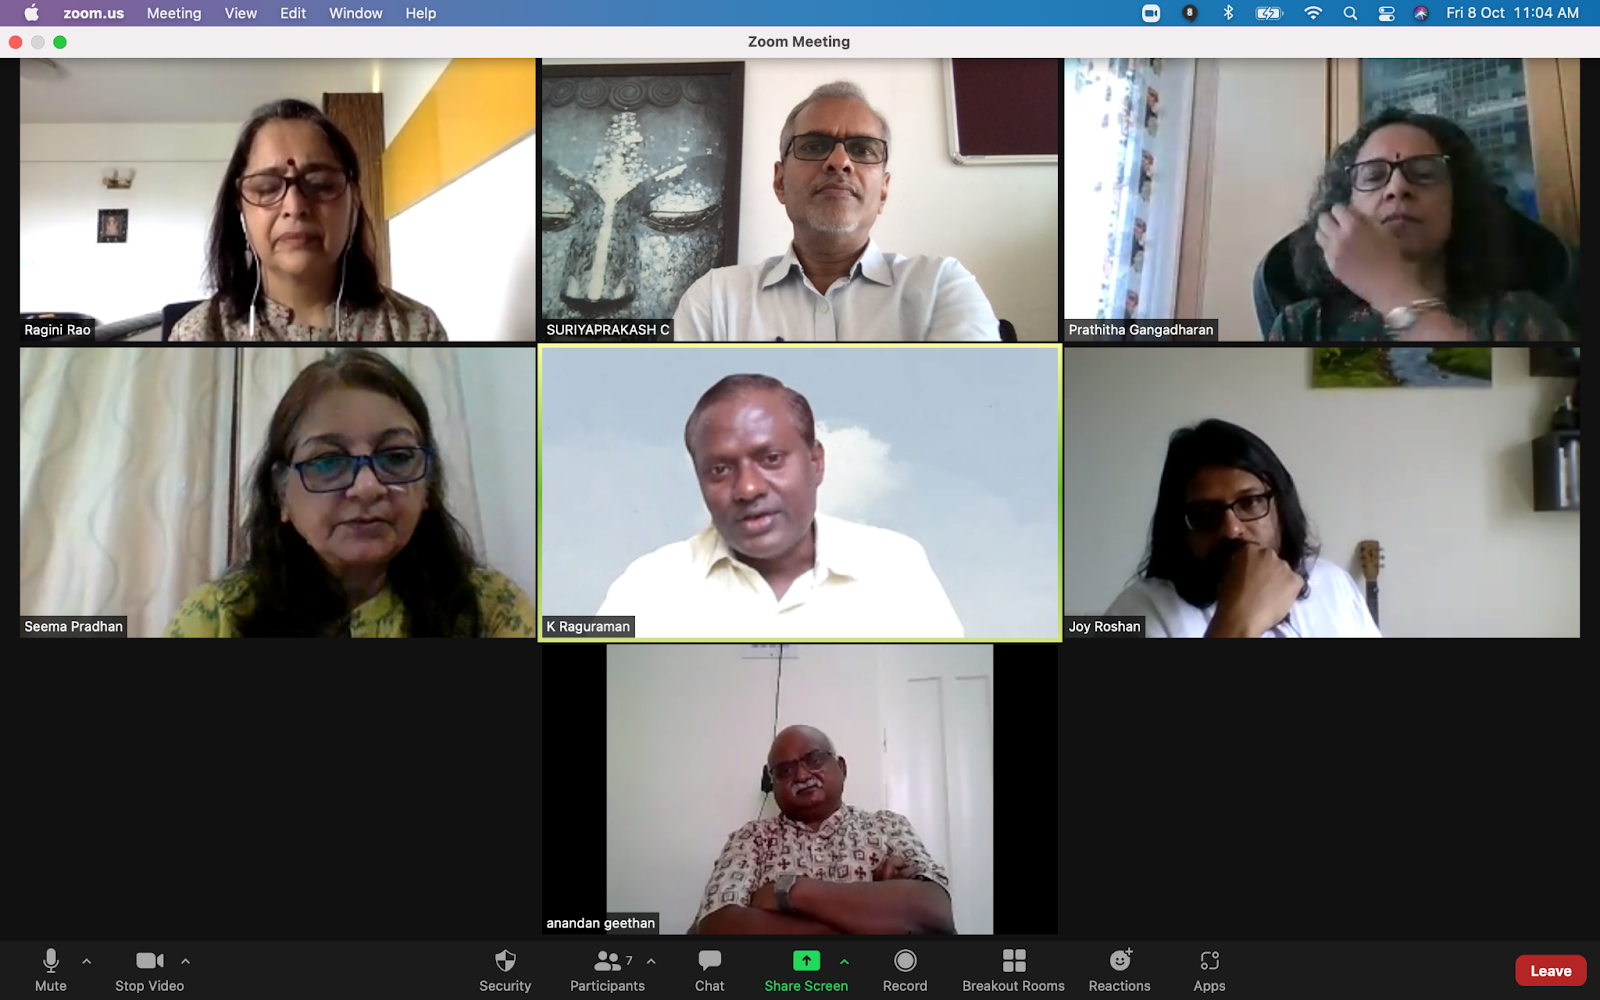 zoom.us Meeting View Edit Window Help 8 Fri 8 Oct 11:04 AM
Zoom Meeting
Ragini Rao
SURIYAPRAKASH C
Prathitha Gangadharan
Seema Pradhan
K Raguraman
Joy Roshan
anandan geethan
7
Mute Stop Video Security Participants Chat Share Screen Record Breakout Rooms Reactions Apps Leave